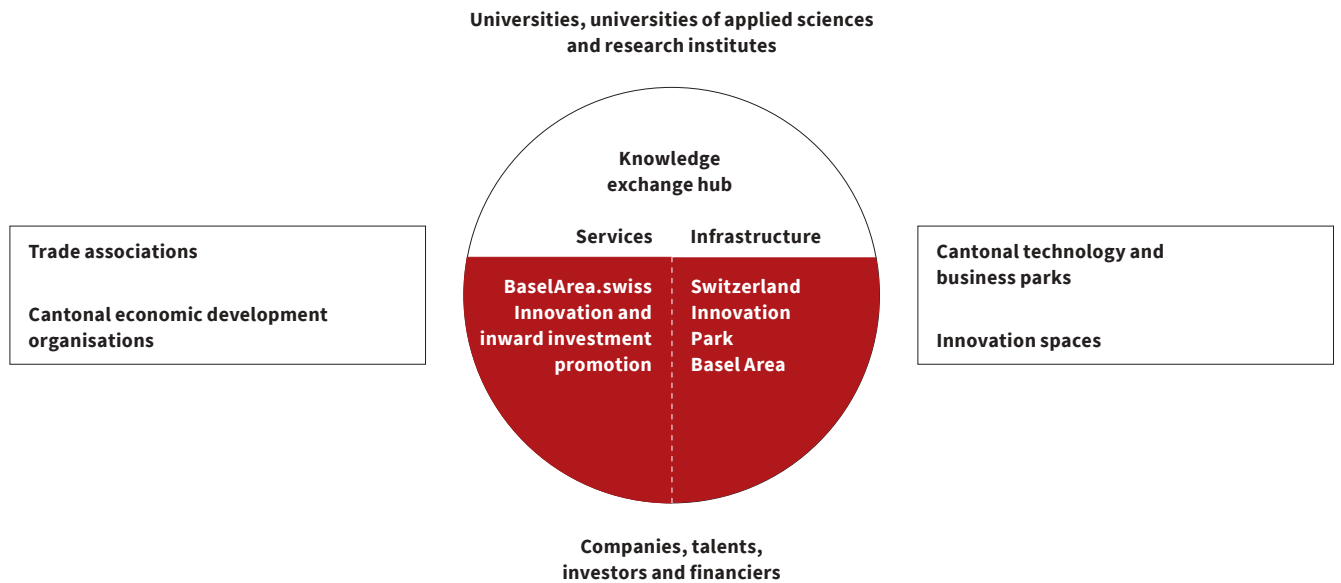 Universities, universities of applied sciences
and research institutes
Knowledge
exchange hub
Services
Infrastructure
Trade associations
Cantonal economic development
organisations
BaselArea.swiss
Innovation and
inward investment
promotion
Switzerland
Innovation
Park
Basel Area
Cantonal technology and
business parks
Innovation spaces
Companies, talents,
investors and financiers